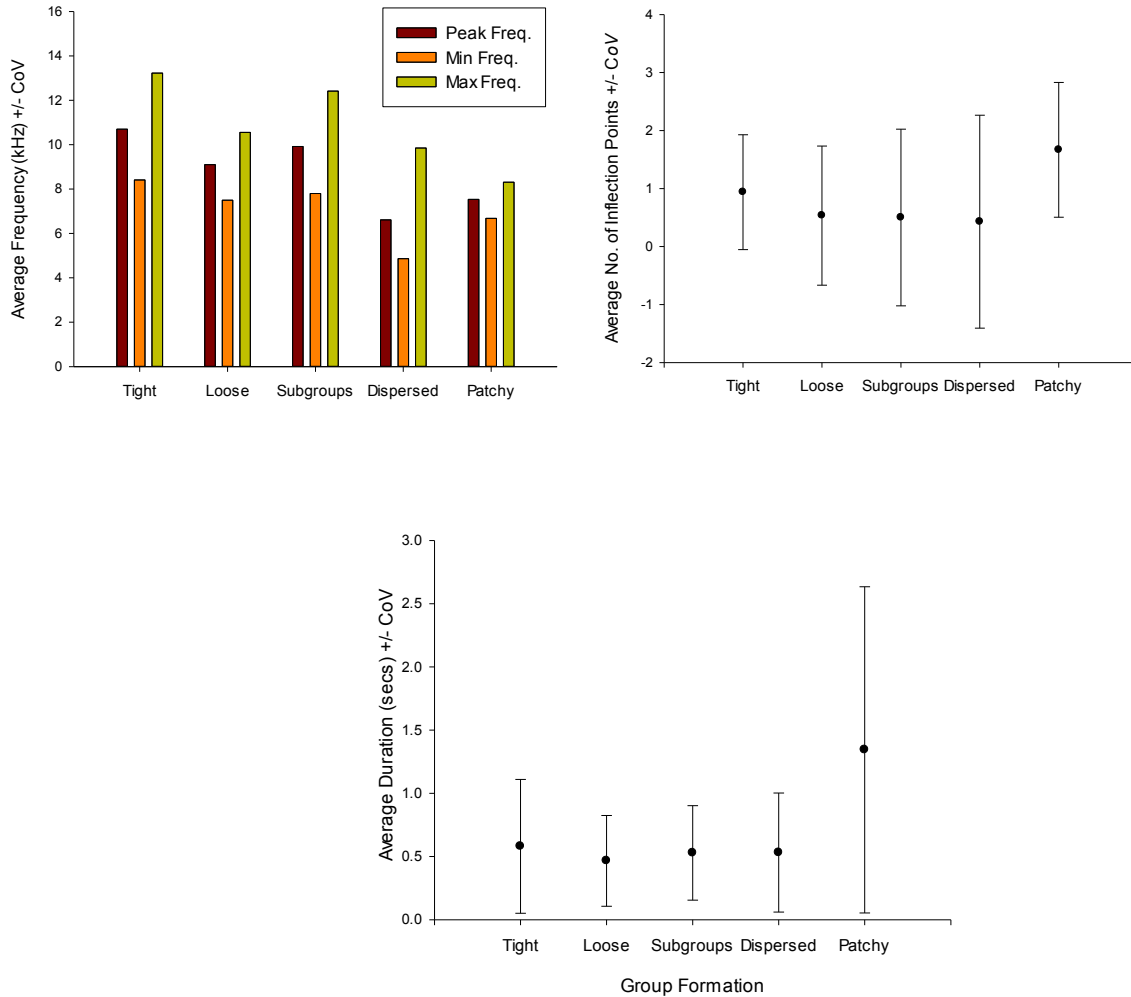 Average Frequency (kHz) +/- CoV
16
14
12
10
8
6
4
2
0
Peak Freq.
Min Freq.
Max Freq.
Tight Loose Subgroups Dispersed Patchy
Average No. of Inflection Points +/- CoV
4
3
2
1
0
-1
-2
Tight Loose Subgroups Dispersed Patchy
Average Duration (secs) +/- CoV
3.0
2.5
2.0
1.5
1.0
0.5
0.0
Tight Loose Subgroups Dispersed Patchy
Group Formation